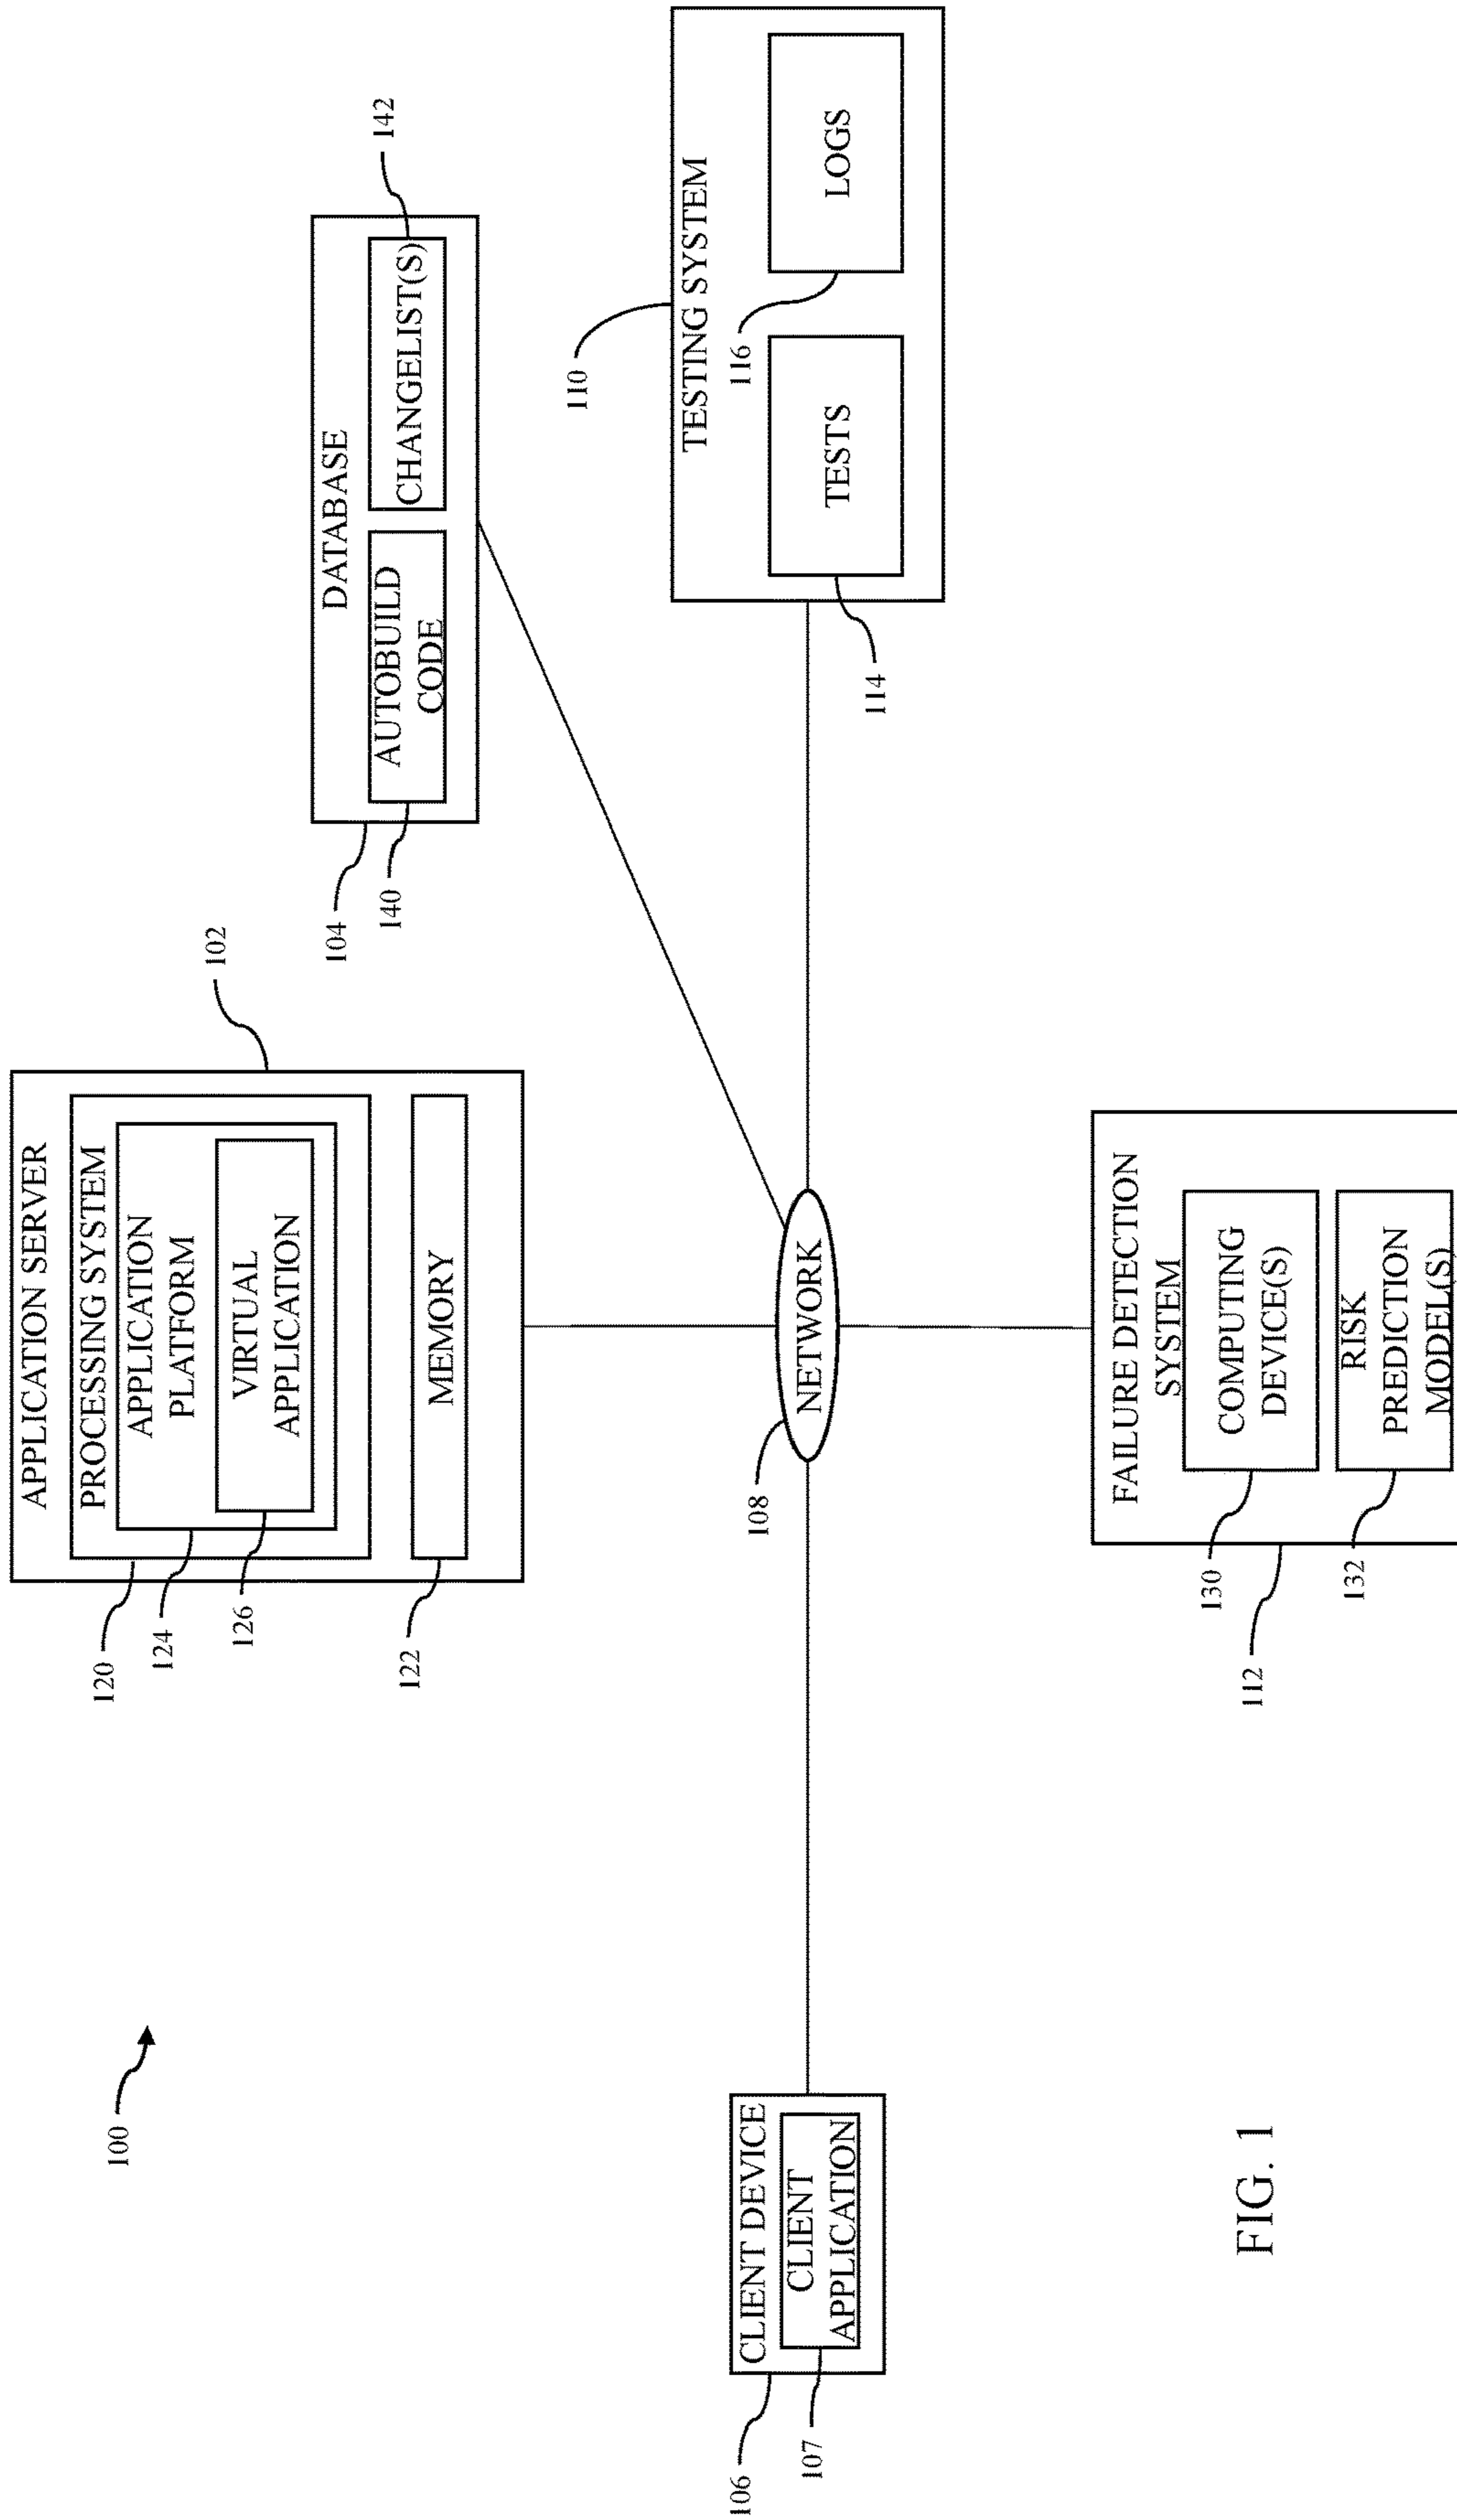 100
APPLICATION SERVER
PROCESSING SYSTEM
APPLICATION
PLATFORM
VIRTUAL
APPLICATION
MEMORY
102
120
124
126
122
DATABASE
AUTOBUILD
CODE
CHANGELIST(S)
104
140
142
CLIENT DEVICE
CLIENT
APPLICATION
106
107
NETWORK
108
TESTING SYSTEM
TESTS
LOGS
110
116
114
FAILURE DETECTION
SYSTEM
COMPUTING
DEVICE(S)
RISK
PREDICTION
MODEL(S)
130
112
132
FIG. 1